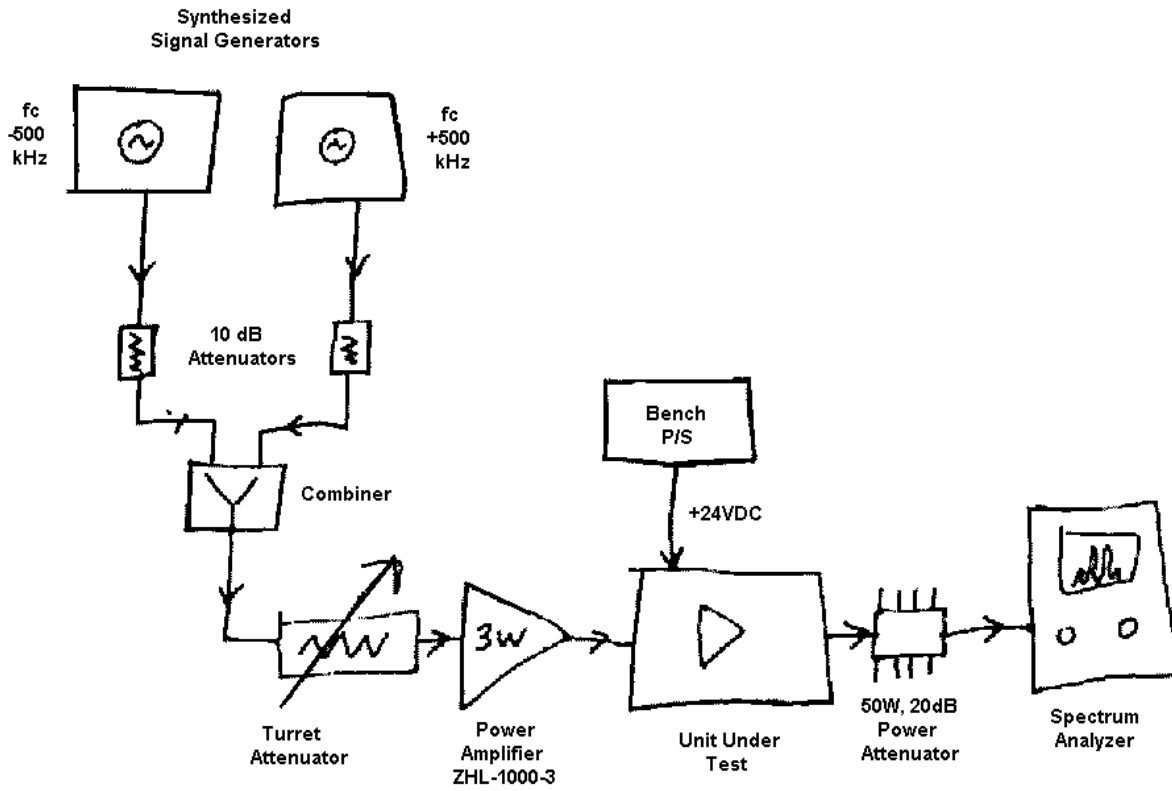 Synthesized
Signal Generators
fc
-500
kHz
fc
+500
kHz
10 dB
Attenuators
Combiner
Bench
P/S
+24VDC
3W
Turret
Attenuator
Power
Amplifier
ZHL-1000-3
Unit Under
Test
50W, 20dB
Power
Attenuator
Spectrum
Analyzer